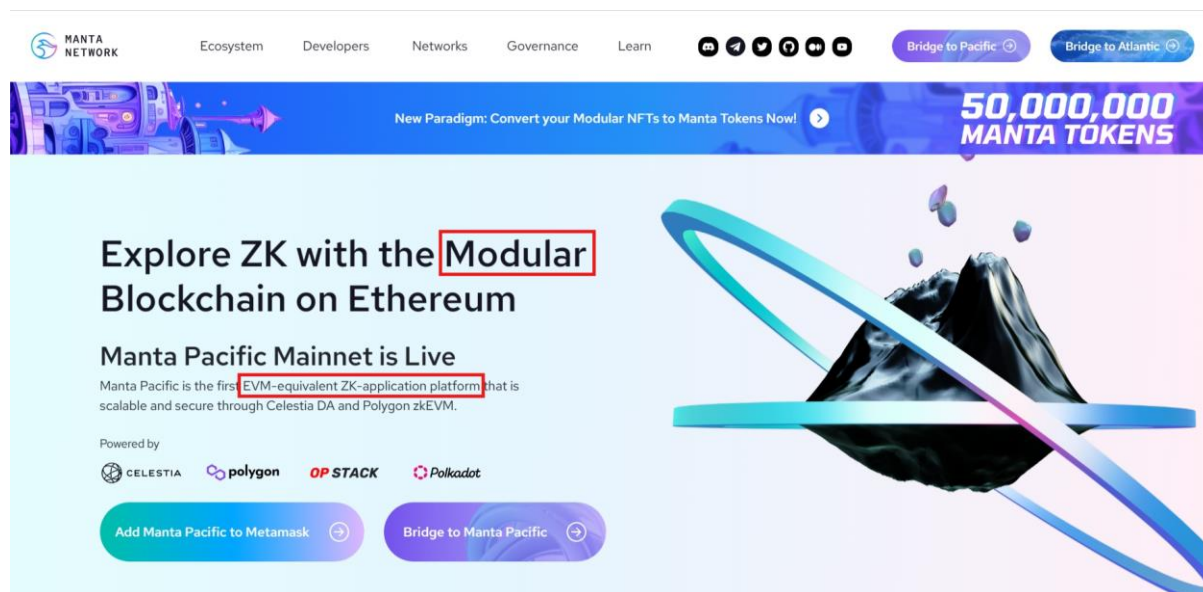 MANTA
NETWORK
Ecosystem
Developers
Networks
Governance
Learn
Bridge to Pacific
Bridge to Atlantic
New Paradigm: Convert your Modular NFTs to Manta Tokens Now!
50,000,000
MANTA TOKENS
Explore ZK with the Modular
Blockchain on Ethereum
Manta Pacific Mainnet is Live
Manta Pacific is the first EVM-equivalent ZK-application platform that is
scalable and secure through Celestia DA and Polygon zkEVM.
Powered by
CELESTIA
polygon
OP STACK
Polkadot
Add Manta Pacific to Metamask
Bridge to Manta Pacific